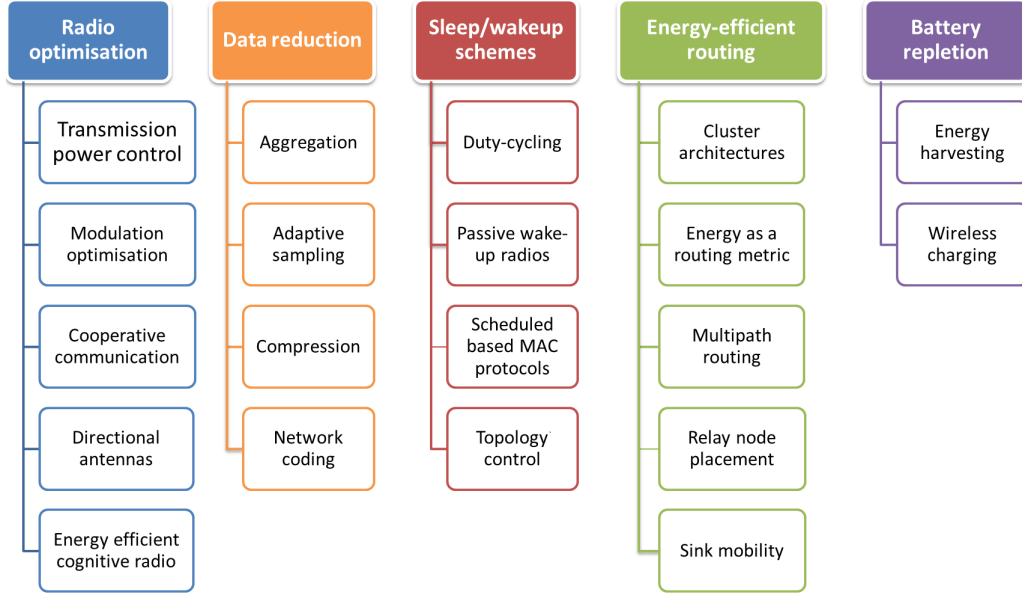 Radio
optimisation
Transmission
power control
Modulation
optimisation
Cooperative
communication
Directional
antennas
Energy efficient
cognitive radio
Data reduction
Aggregation
Adaptive
sampling
Compression
Network
coding
Sleep/wakeup
schemes
Duty-cycling
Passive wake-
up radios
Scheduled
based MAC
protocols
Topology
control
Energy-efficient
routing
Cluster
architectures
Energy as a
routing metric
Multipath
routing
Relay node
placement
Sink mobility
Battery
repletion
Energy
harvesting
Wireless
charging